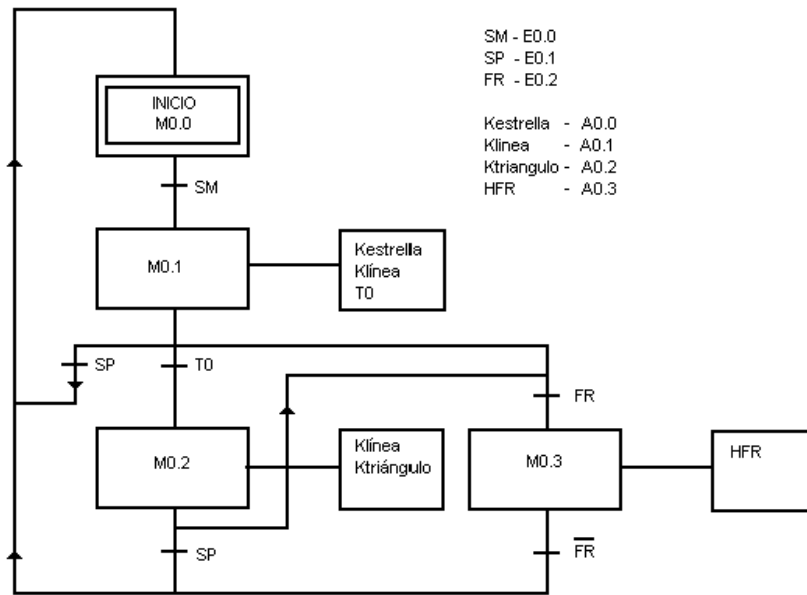 SM - E0.0
SP - E0.1
FR - E0.2
Kestrella - A0.0
Klinea - A0.1
Ktriangulo - A0.2
HFR - A0.3
INICIO
M0.0
SM
M0.1
Kestrella
Klínea
T0
SP
T0
FR
M0.2
Klínea
Ktriángulo
M0.3
HFR
SP
FR